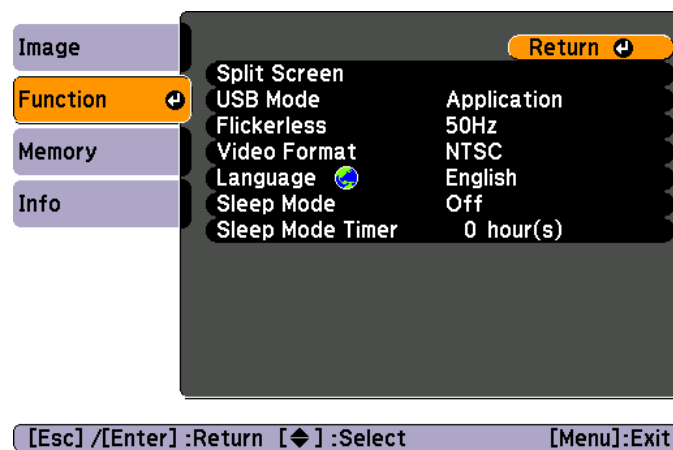 Image
Function
Memory
Info
Return
Split Screen
USB Mode Application
Flickerless 50Hz
Video Format NTSC
Language English
Sleep Mode Off
Sleep Mode Timer 0 hour(s)
[Esc] /[Enter] :Return [◆] :Select [Menu]:Exit